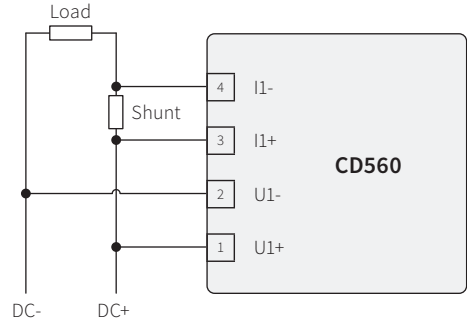 Load
4 I1-
Shunt
3 I1+
CD560
2 U1-
1 U1+
DC- DC+